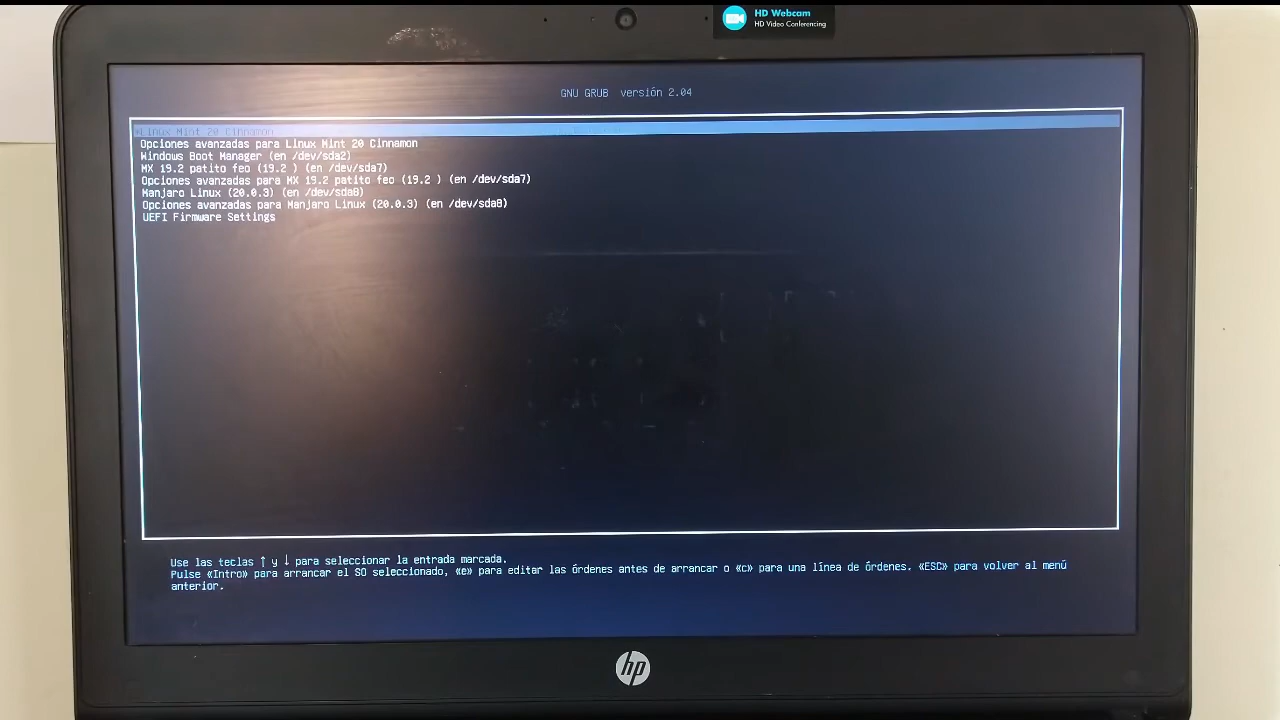 HD Webcam
HD Video Conferencing
GNU GRUB versión 2.04
*Linux Mint 20 Cinnamon
Opciones avanzadas para Linux Mint 20 Cinnamon
Windows Boot Manager (en /dev/sda2)
MX 19.2 patito feo (19.2 ) (en /dev/sda7)
Opciones avanzadas para MX 19.2 patito feo (19.2 ) (en /dev/sda7)
Manjaro Linux (20.0.3) (en /dev/sda8)
Opciones avanzadas para Manjaro Linux (20.0.3) (en /dev/sda8)
UEFI Firmware Settings
Use las teclas ↑ y ↓ para seleccionar la entrada marcada.
Pulse «Intro» para arrancar el SO seleccionado, «e» para editar las órdenes antes de arrancar o «c» para una línea de órdenes. «ESC» para volver al menú
anterior.
hp